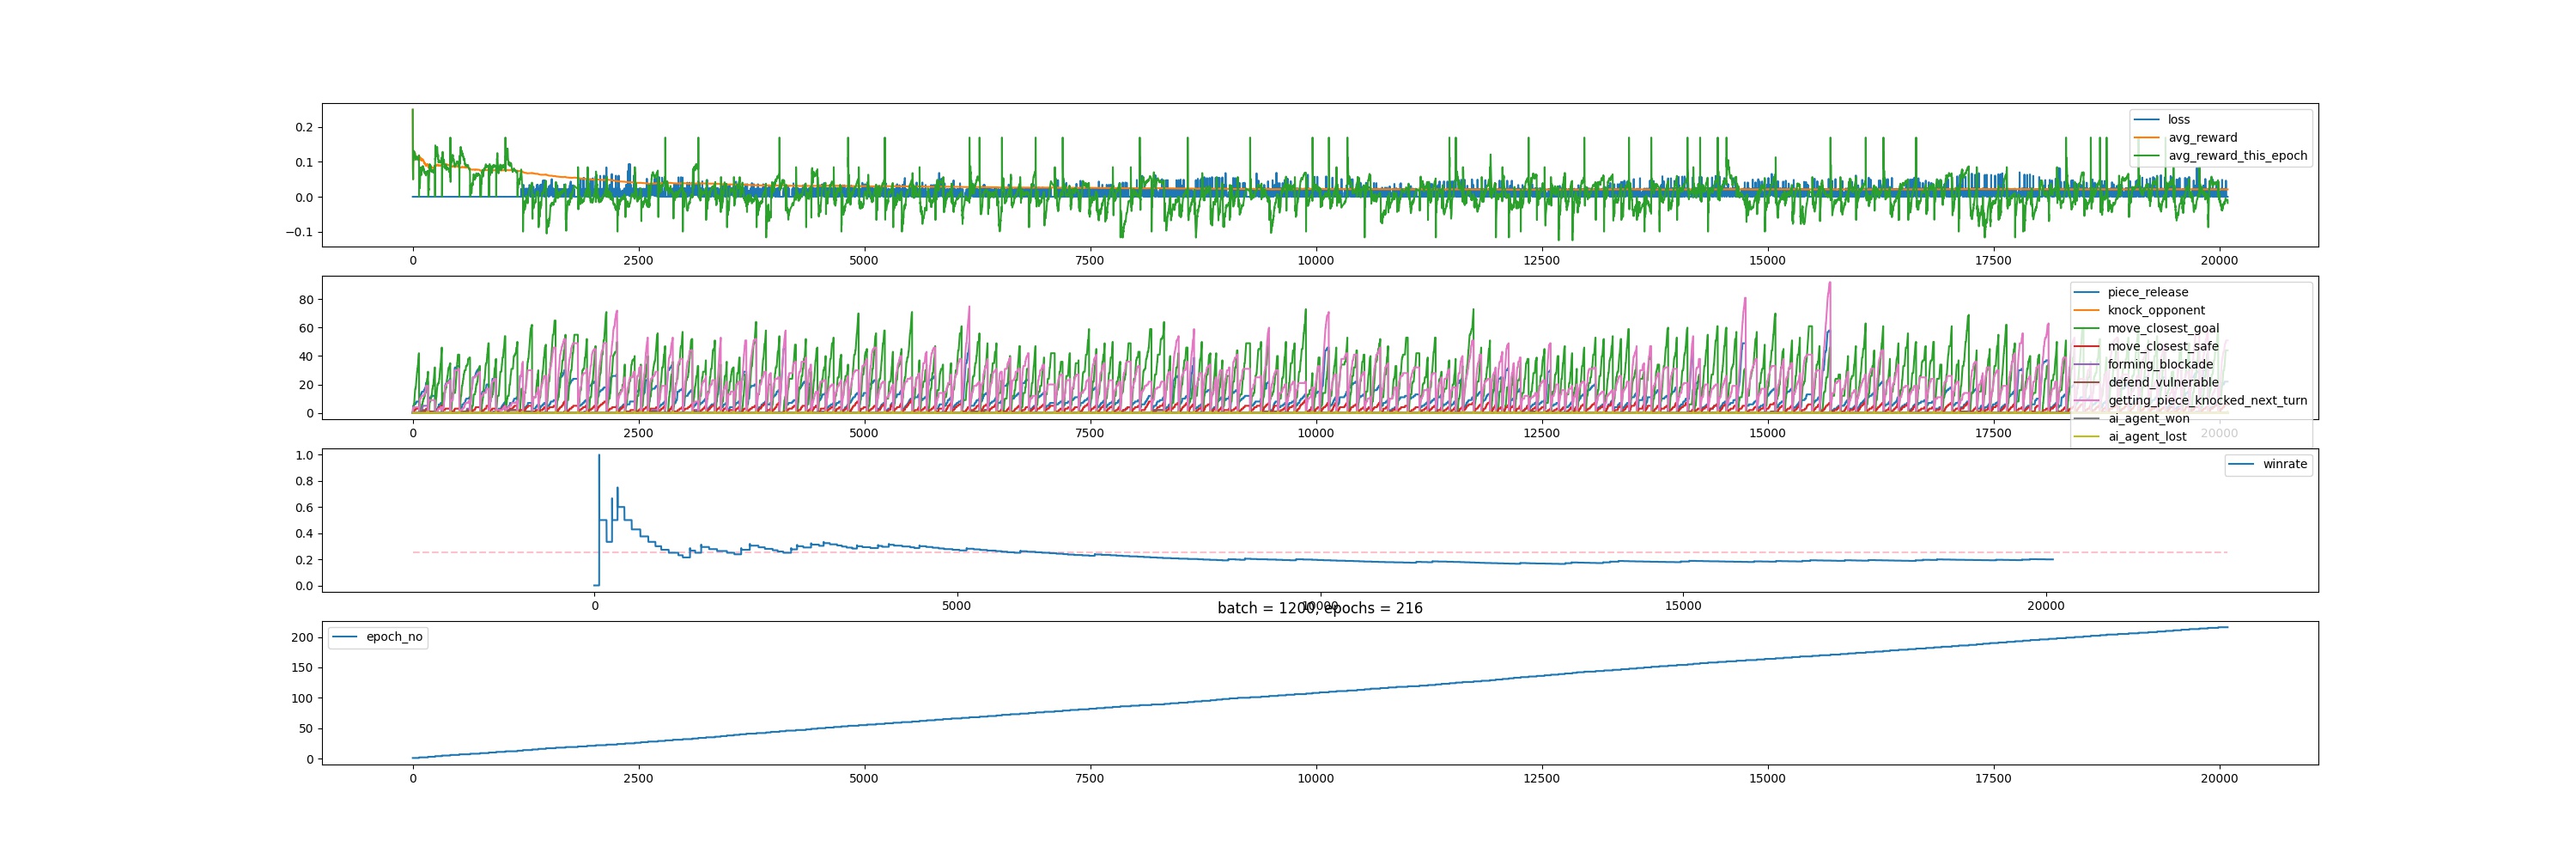 0.2
0.1
0.0
−0.1
loss
avg_reward
avg_reward_this_epoch
0 2500 5000 7500 10000 12500 15000 17500 20000
80
60
40
20
0
piece_release
knock_opponent
move_closest_goal
move_closest_safe
forming_blockade
defend_vulnerable
getting_piece_knocked_next_turn
ai_agent_won
ai_agent_lost
0 2500 5000 7500 10000 12500 15000 17500 20000
1.0
0.8
0.6
0.4
0.2
0.0
winrate
0 5000 10000 15000 20000
batch = 1200, epochs = 216
200
150
100
50
0
epoch_no
0 2500 5000 7500 10000 12500 15000 17500 20000